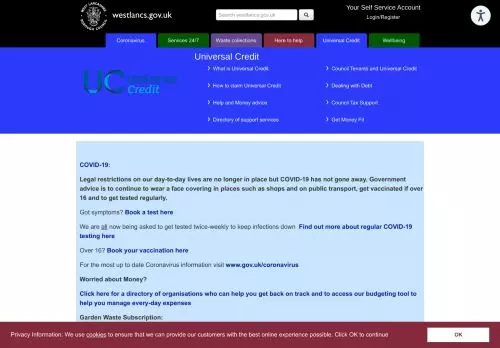 WEST LANCASHIRE
westlancs.gov.uk
Search westlancs.gov.uk
Your Self Service Account
Login/Register
Coronavirus
Services 24/7
Waste collections
Here to help
Universal Credit
Wellbeing
Universal Credit
UC Universal Credit
What is Universal Credit
Council Tenants and Universal Credit
How to claim Universal Credit
Dealing with Debt
Help and Money advice
Council Tax Support
Directory of support services
Get Money Fit
COVID-19:
Legal restrictions on our day-to-day lives are no longer in place but COVID-19 has not gone away. Government
advice is to continue to wear a face covering in places such as shops and on public transport, get vaccinated if over
16 and to get tested regularly.
Got symptoms? Book a test here
We are all now being asked to get tested twice-weekly to keep infections down Find out more about regular COVID-19
testing here
Over 16? Book your vaccination here
For the most up to date Coronavirus information visit www.gov.uk/coronavirus
Worried about Money?
Click here for a directory of organisations who can help you get back on track and to access our budgeting tool to
help you manage every-day expenses
Garden Waste Subscription:
Privacy Information: We use cookies to ensure that we can provide our customers with the best online experience possible. Click OK to continue
OK